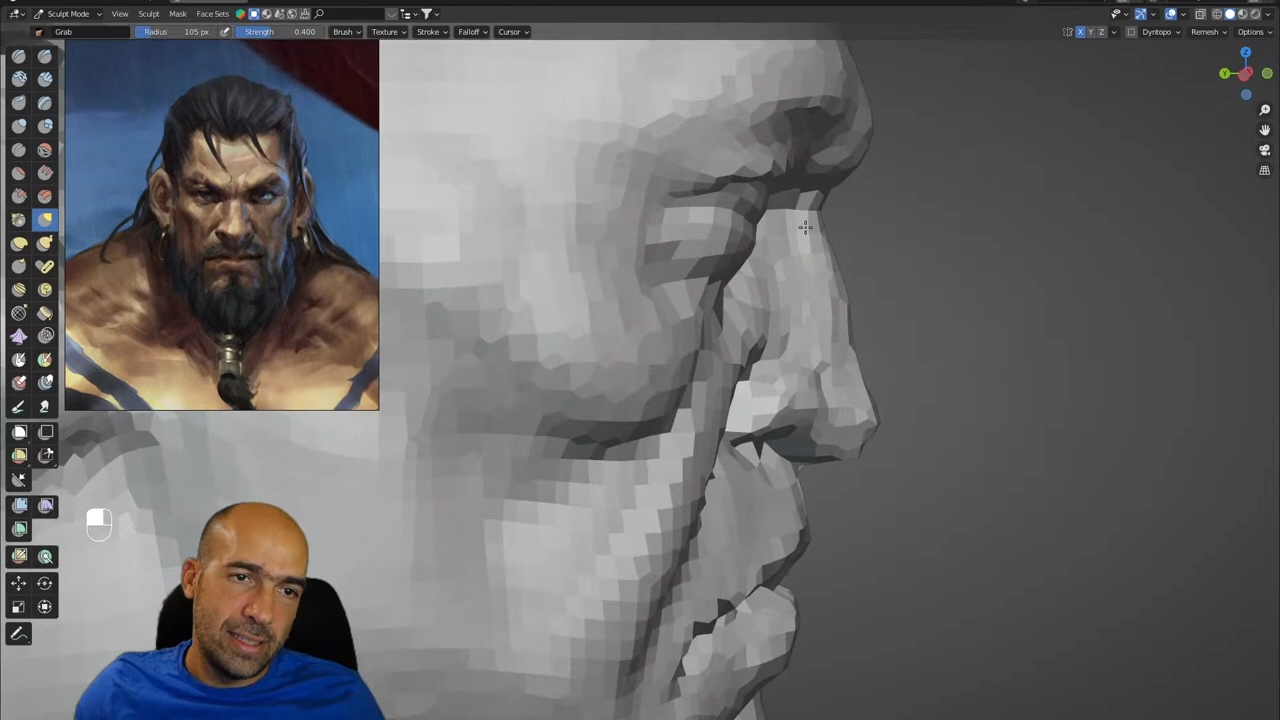 Sculpt Mode View Sculpt Mask Face Sets
Grab Radius 105 px Strength 0.400 Brush Texture Stroke Falloff Cursor X Y Z Dyntopo Remesh Options
Z
Y